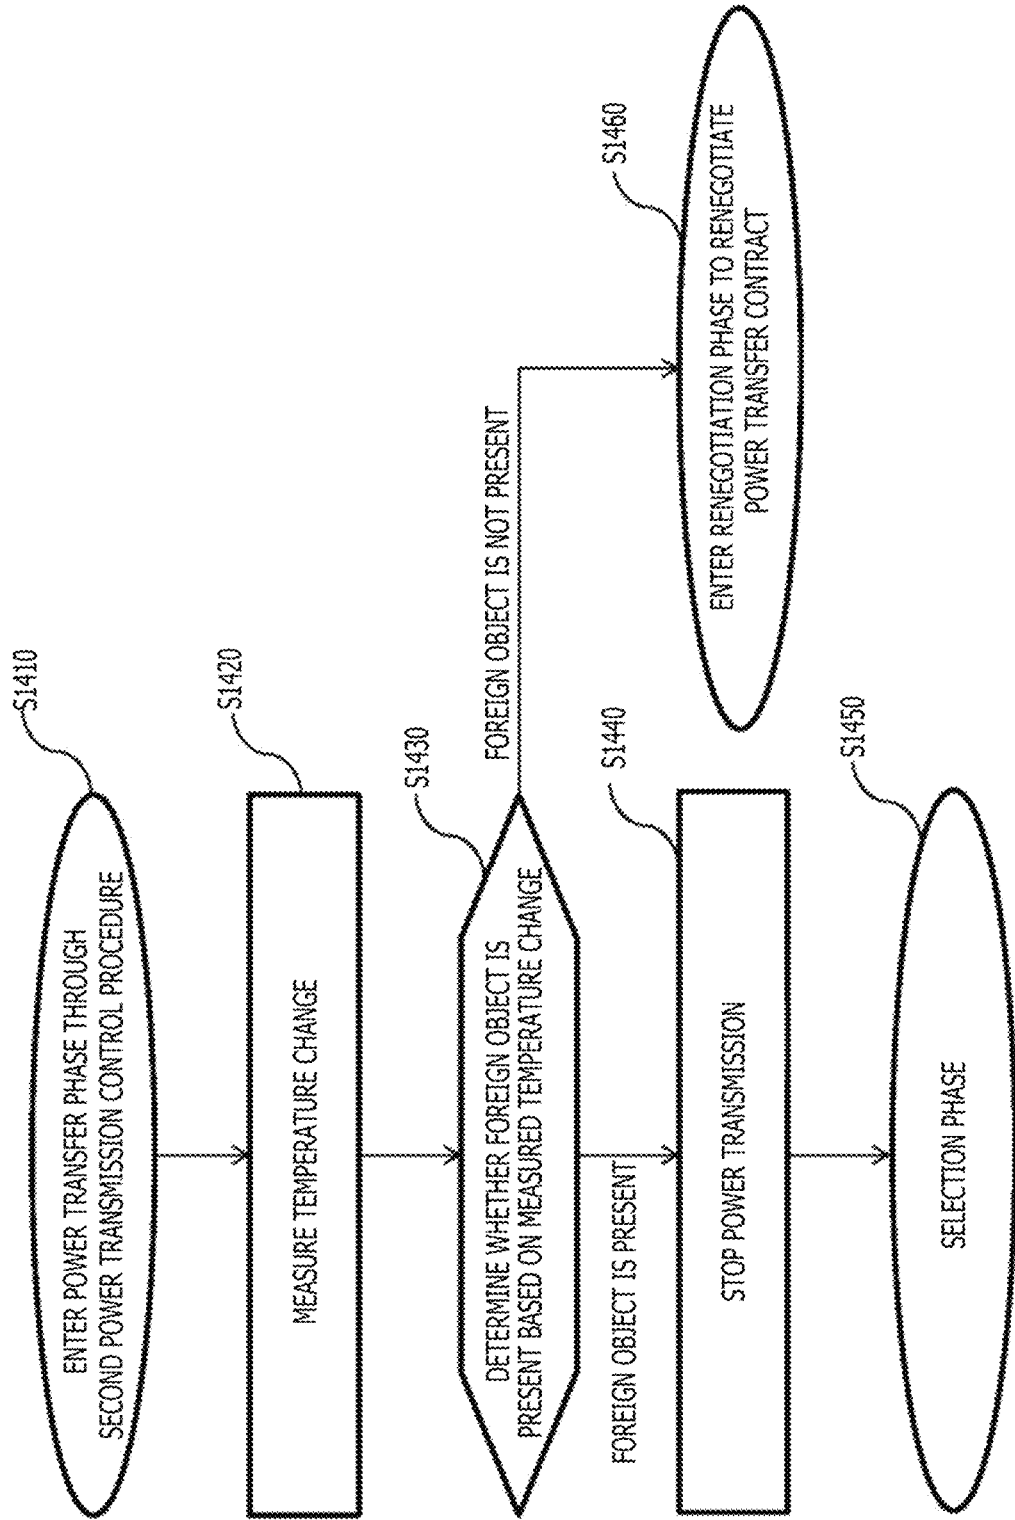 S1410
ENTER POWER TRANSFER PHASE THROUGH
SECOND POWER TRANSMISSION CONTROL PROCEDURE
S1420
MEASURE TEMPERATURE CHANGE
S1430
DETERMINE WHETHER FOREIGN OBJECT IS
PRESENT BASED ON MEASURED TEMPERATURE CHANGE
FOREIGN OBJECT IS NOT PRESENT
FOREIGN OBJECT IS PRESENT
S1440
STOP POWER TRANSMISSION
S1460
ENTER RENEGOTIATION PHASE TO RENEGOTIATE
POWER TRANSFER CONTRACT
S1450
SELECTION PHASE